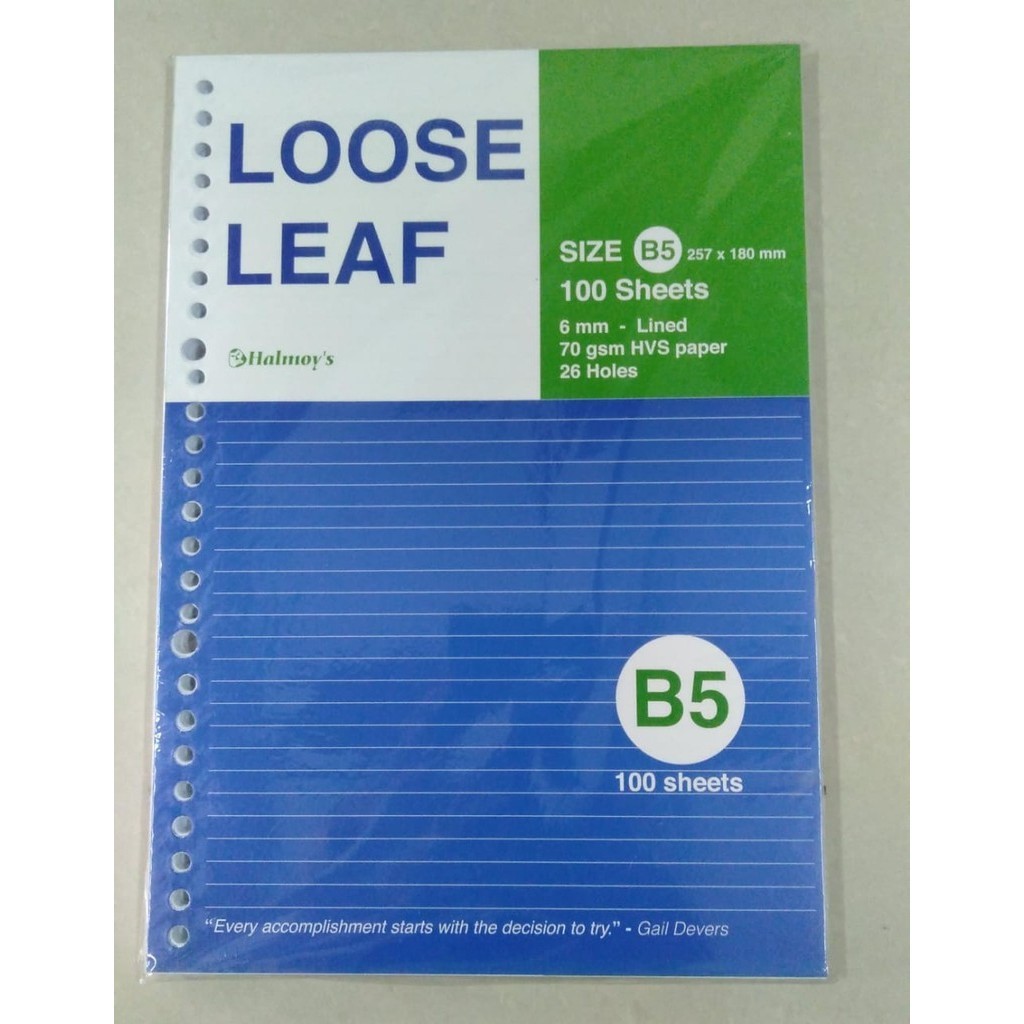 LOOSE
LEAF
Halmoy's
SIZE B5 257 x 180 mm
100 Sheets
6 mm - Lined
70 gsm HVS paper
26 Holes
B5
100 sheets
“Every accomplishment starts with the decision to try.” - Gail Devers